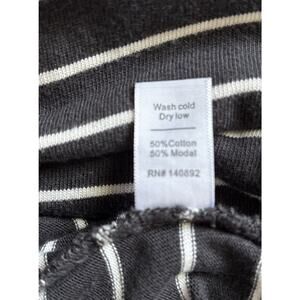 Wash cold
Dry low
50%Cotton
50% Modal
RN# 140892